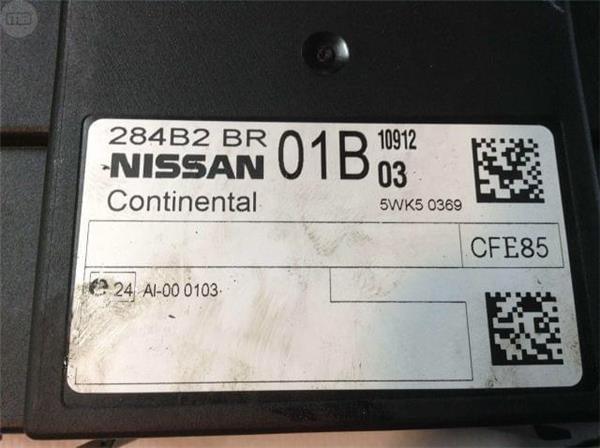 284B2 BR 01B 10912
NISSAN 03
Continental 5WK5 0369
CFE85
e 24 AI-00 0103